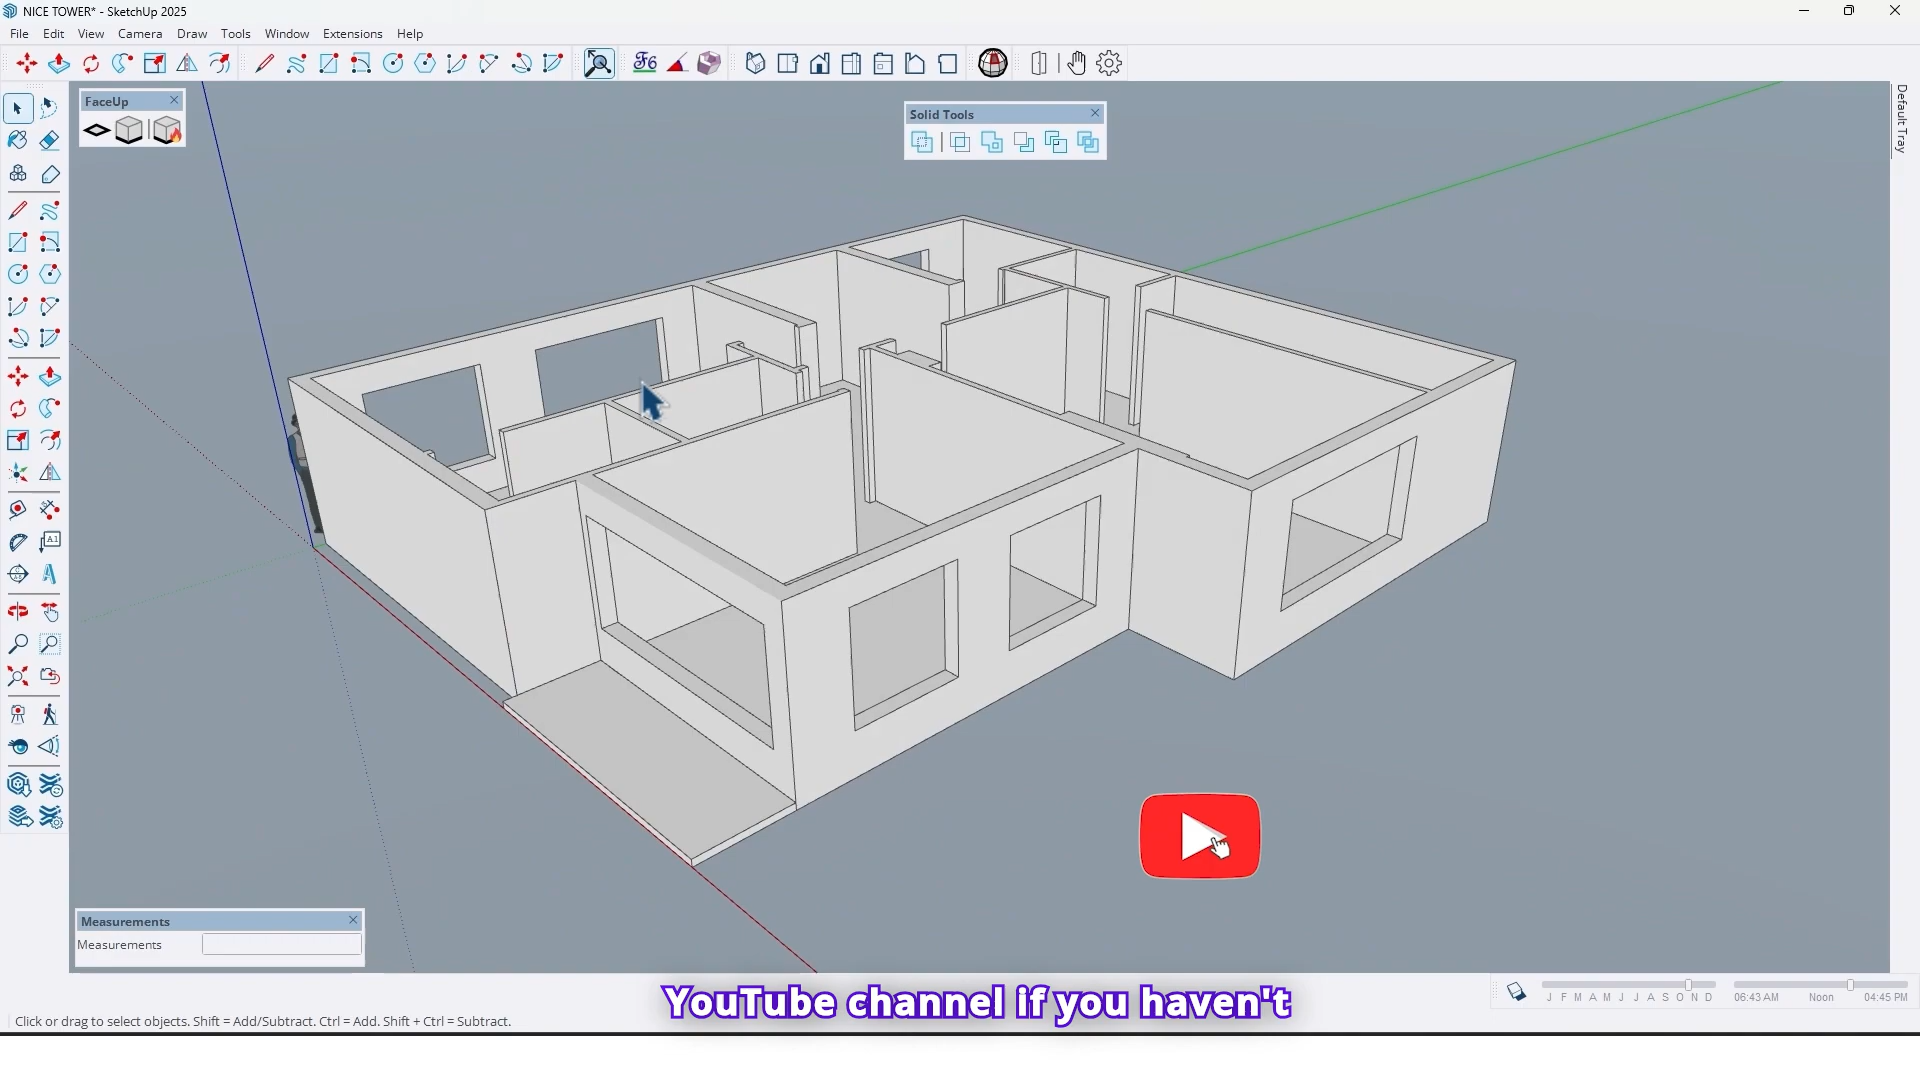 NICE TOWER* - SketchUp 2025
File Edit View Camera Draw Tools Window Extensions Help
F6
FaceUp
Solid Tools
Default Tray
A1
Measurements
Measurements
J F M A M J J A S O N D
06:43 AM Noon 04:45 PM
YouTube channel if you haven't
Click or drag to select objects. Shift = Add/Subtract. Ctrl = Add. Shift + Ctrl = Subtract.